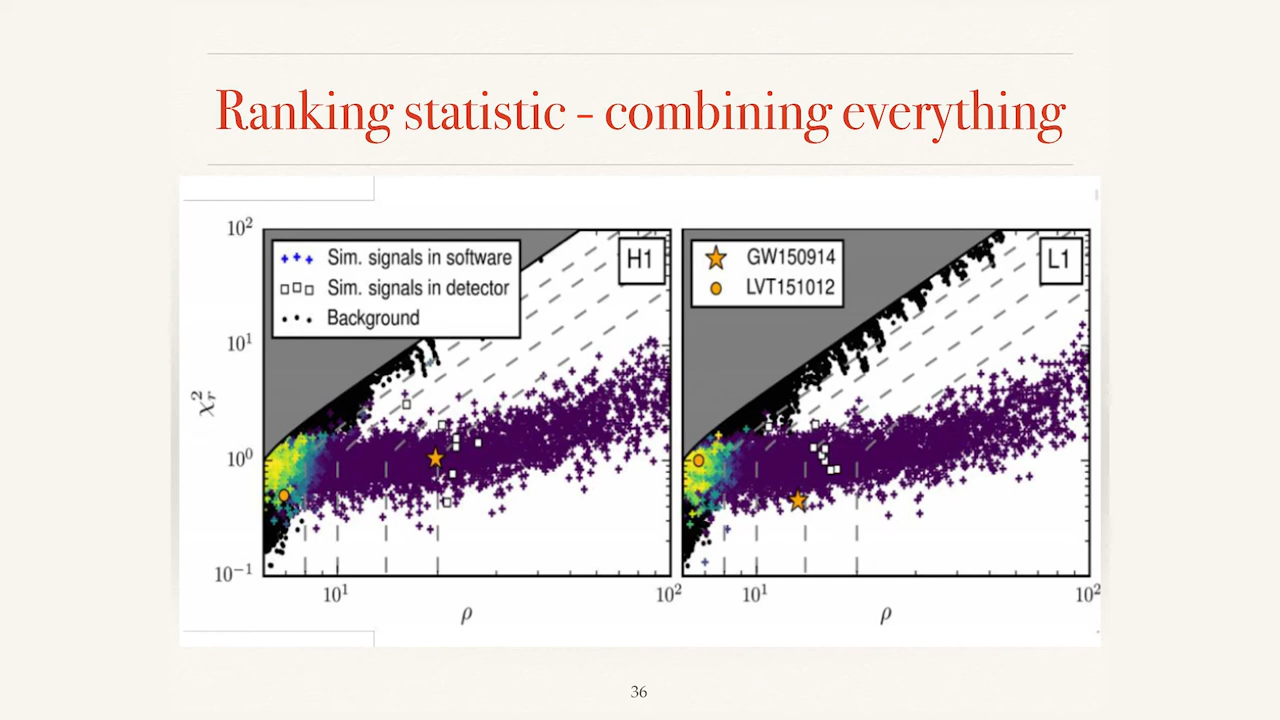 Ranking statistic - combining everything
10²
10¹
10⁰
10⁻¹
χᵣ²
Sim. signals in software
Sim. signals in detector
Background
H1
GW150914
LVT151012
L1
10¹
10²
10¹
10²
ρ
ρ
36